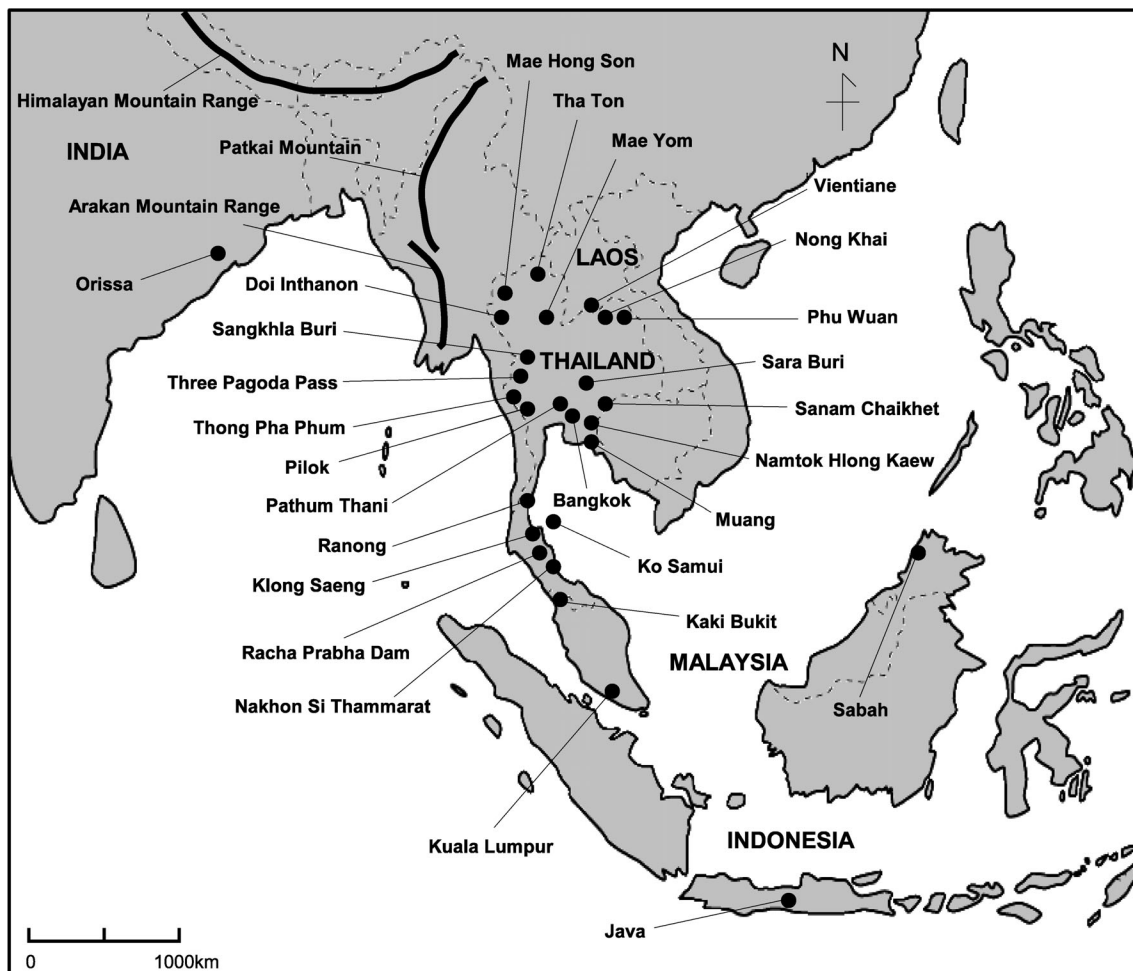 Mae Hong Son
N
Himalayan Mountain Range
Tha Ton
INDIA
Patkai Mountain
Mae Yom
Vientiane
Arakan Mountain Range
Nong Khai
LAOS
Orissa
Doi Inthanon
Sangkhla Buri
Phu Wuan
THAILAND
Sara Buri
Three Pagoda Pass
Sanam Chaikhet
Thong Pha Phum
Namtok Hlong Kaew
Pilok
Bangkok
Pathum Thani
Muang
Ranong
Ko Samui
Klong Saeng
Kaki Bukit
Racha Prabha Dam
MALAYSIA
Nakhon Si Thammarat
Sabah
Kuala Lumpur
INDONESIA
Java
0
1000km